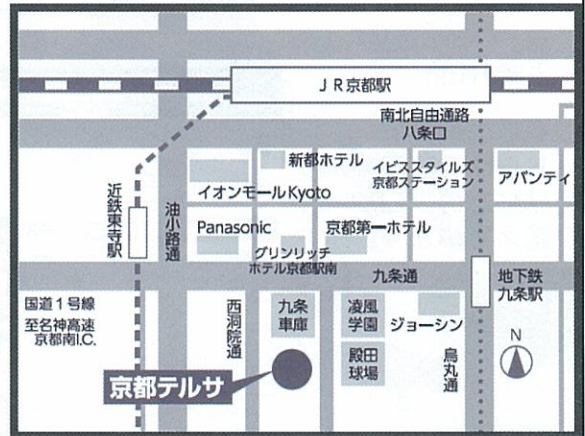 JR京都駅
南北自由通路
八条口
新都ホテル
イビススタイルズ
京都ステーション
アバンティ
イオンモールKyoto
近鉄東寺駅
油小路通
Panasonic
京都第一ホテル
グリンリッチ
ホテル京都駅南
九条通
地下鉄
九条駅
国道1号線
至名神高速
京都南I.C.
西洞院通
九条
車庫
凌風
学園
ジョーシン
殿田
球場
烏丸通
N
京都テルサ